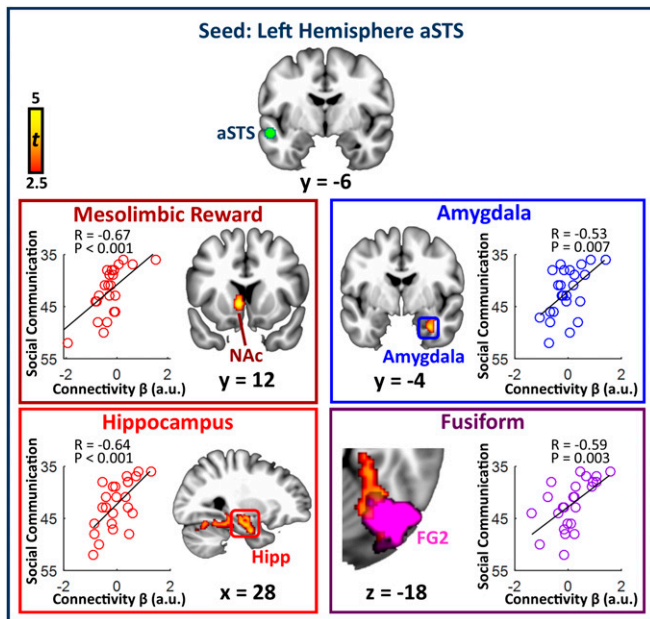 Seed: Left Hemisphere aSTS
5
t
2.5
aSTS
y = -6
Mesolimbic Reward
R = -0.67
P < 0.001
Social Communication
35
45
55
-2
0
2
Connectivity β (a.u.)
NAc
y = 12
Amygdala
Amygdala
y = -4
R = -0.53
P = 0.007
Social Communication
35
45
55
-2
0
2
Connectivity β (a.u.)
Hippocampus
R = -0.64
P < 0.001
Social Communication
35
45
55
-2
0
2
Connectivity β (a.u.)
Hipp
x = 28
Fusiform
FG2
z = -18
R = -0.59
P = 0.003
Social Communication
35
45
55
-2
0
2
Connectivity β (a.u.)